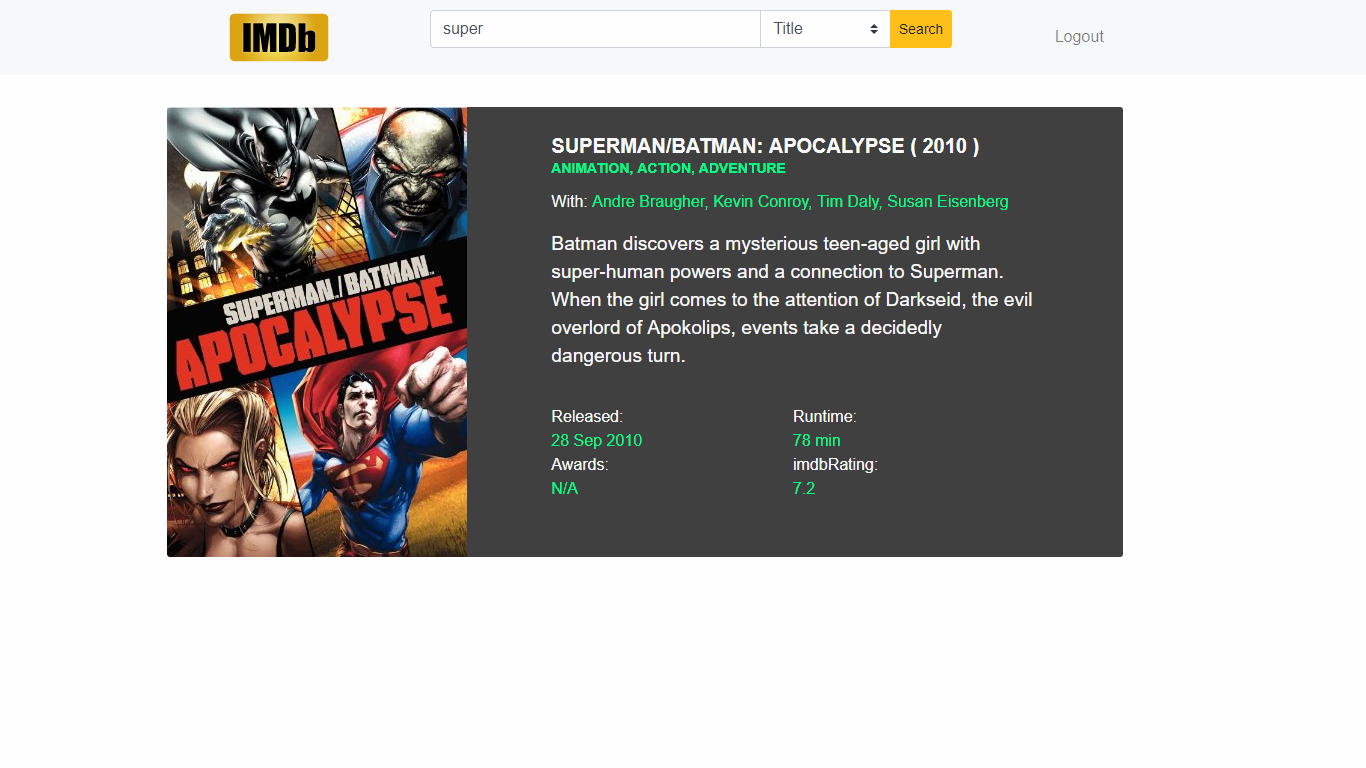 IMDb
super
Title
Search
Logout
SUPERMAN/BATMAN: APOCALYPSE ( 2010 )
ANIMATION, ACTION, ADVENTURE
With: Andre Braugher, Kevin Conroy, Tim Daly, Susan Eisenberg
Batman discovers a mysterious teen-aged girl with
super-human powers and a connection to Superman.
When the girl comes to the attention of Darkseid, the evil
overlord of Apokolips, events take a decidedly
dangerous turn.
Released:
28 Sep 2010
Runtime:
78 min
Awards:
N/A
imdbRating:
7.2
SUPERMAN/BATMAN™
APOCALYPSE